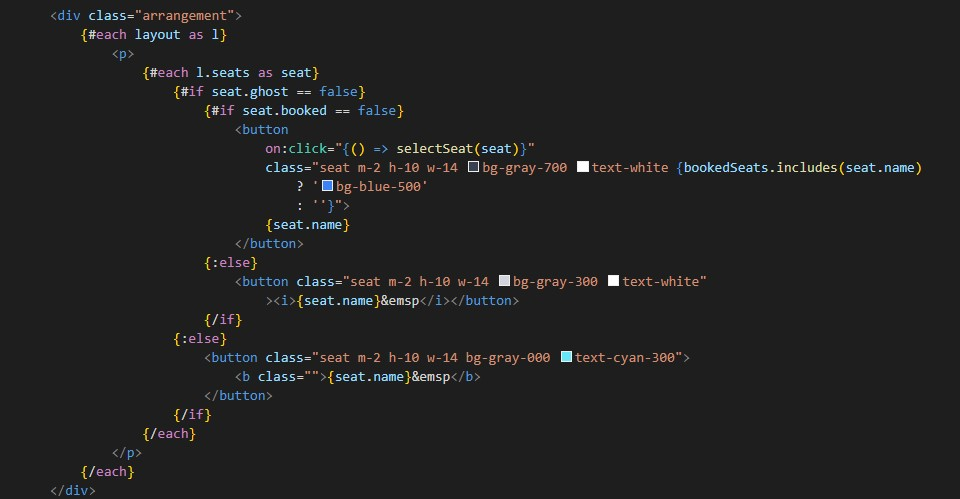 <div class="arrangement">
{#each layout as l}
<p>
{#each l.seats as seat}
{#if seat.ghost == false}
{#if seat.booked == false}
<button
on:click="{() => selectSeat(seat)}"
class="seat m-2 h-10 w-14 bg-gray-700 text-white {bookedSeats.includes(seat.name)
? 'bg-blue-500'
: ''}">
{seat.name}
</button>
{:else}
<button class="seat m-2 h-10 w-14 bg-gray-300 text-white"
><i>{seat.name}&emsp</i></button>
{/if}
{:else}
<button class="seat m-2 h-10 w-14 bg-gray-000 text-cyan-300">
<b class="">{seat.name}&emsp</b>
</button>
{/if}
{/each}
</p>
{/each}
</div>